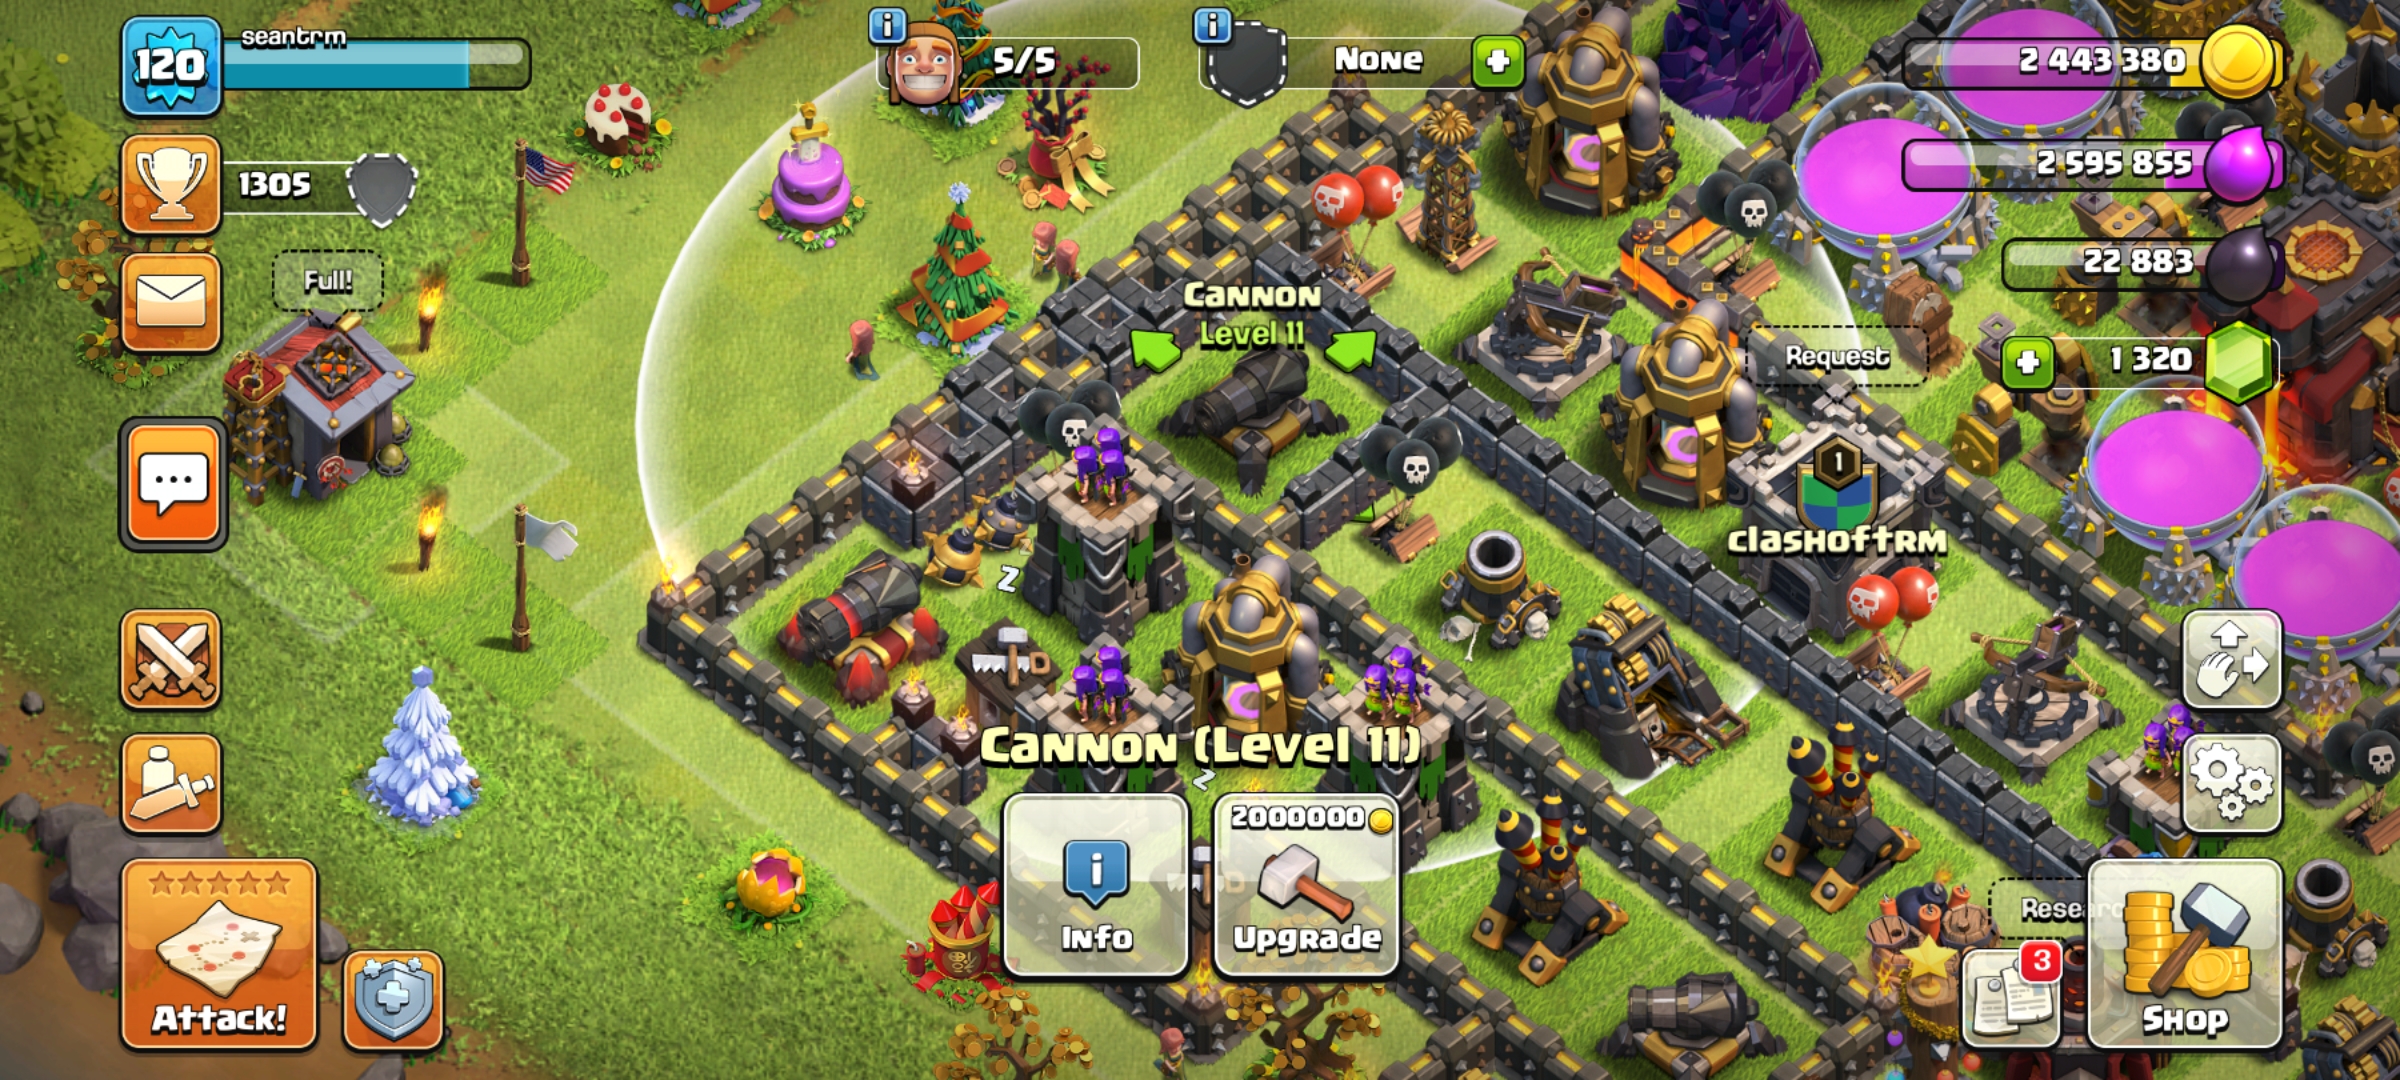 120
seantrm
5/5
None
2 443 380
1305
2 595 855
Full!
22 883
Cannon
Level 11
Request
1 320
1
clashoftRM
Z
Cannon (Level 11)
Z
2000000
Info
Upgrade
Attack!
3
Shop